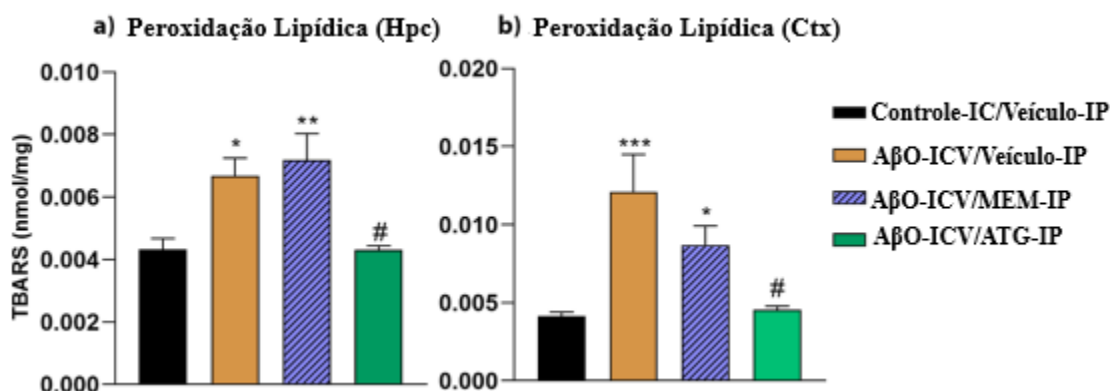 a) Peroxidação Lipídica (Hpc)
b) Peroxidação Lipídica (Ctx)
TBARS (nmol/mg)
0.010
0.008
0.006
0.004
0.002
0.000
*
**
#
0.020
0.015
0.010
0.005
0.000
***
*
#
Controle-IC/Veículo-IP
AβO-ICV/Veículo-IP
AβO-ICV/MEM-IP
AβO-ICV/ATG-IP